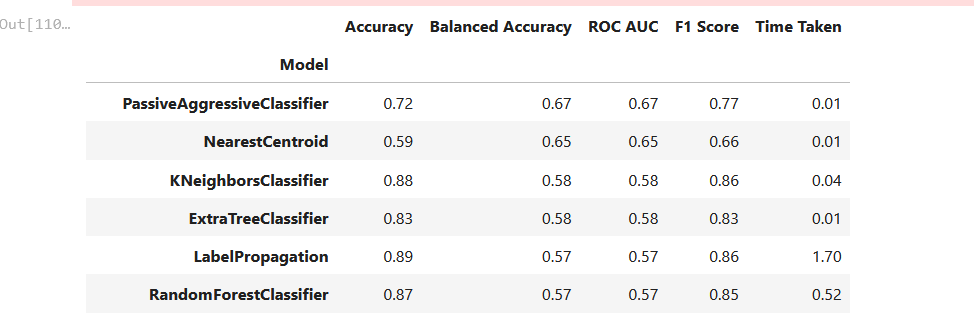 Out[110…
Accuracy Balanced Accuracy ROC AUC F1 Score Time Taken
Model
PassiveAggressiveClassifier 0.72 0.67 0.67 0.77 0.01
NearestCentroid 0.59 0.65 0.65 0.66 0.01
KNeighborsClassifier 0.88 0.58 0.58 0.86 0.04
ExtraTreeClassifier 0.83 0.58 0.58 0.83 0.01
LabelPropagation 0.89 0.57 0.57 0.86 1.70
RandomForestClassifier 0.87 0.57 0.57 0.85 0.52